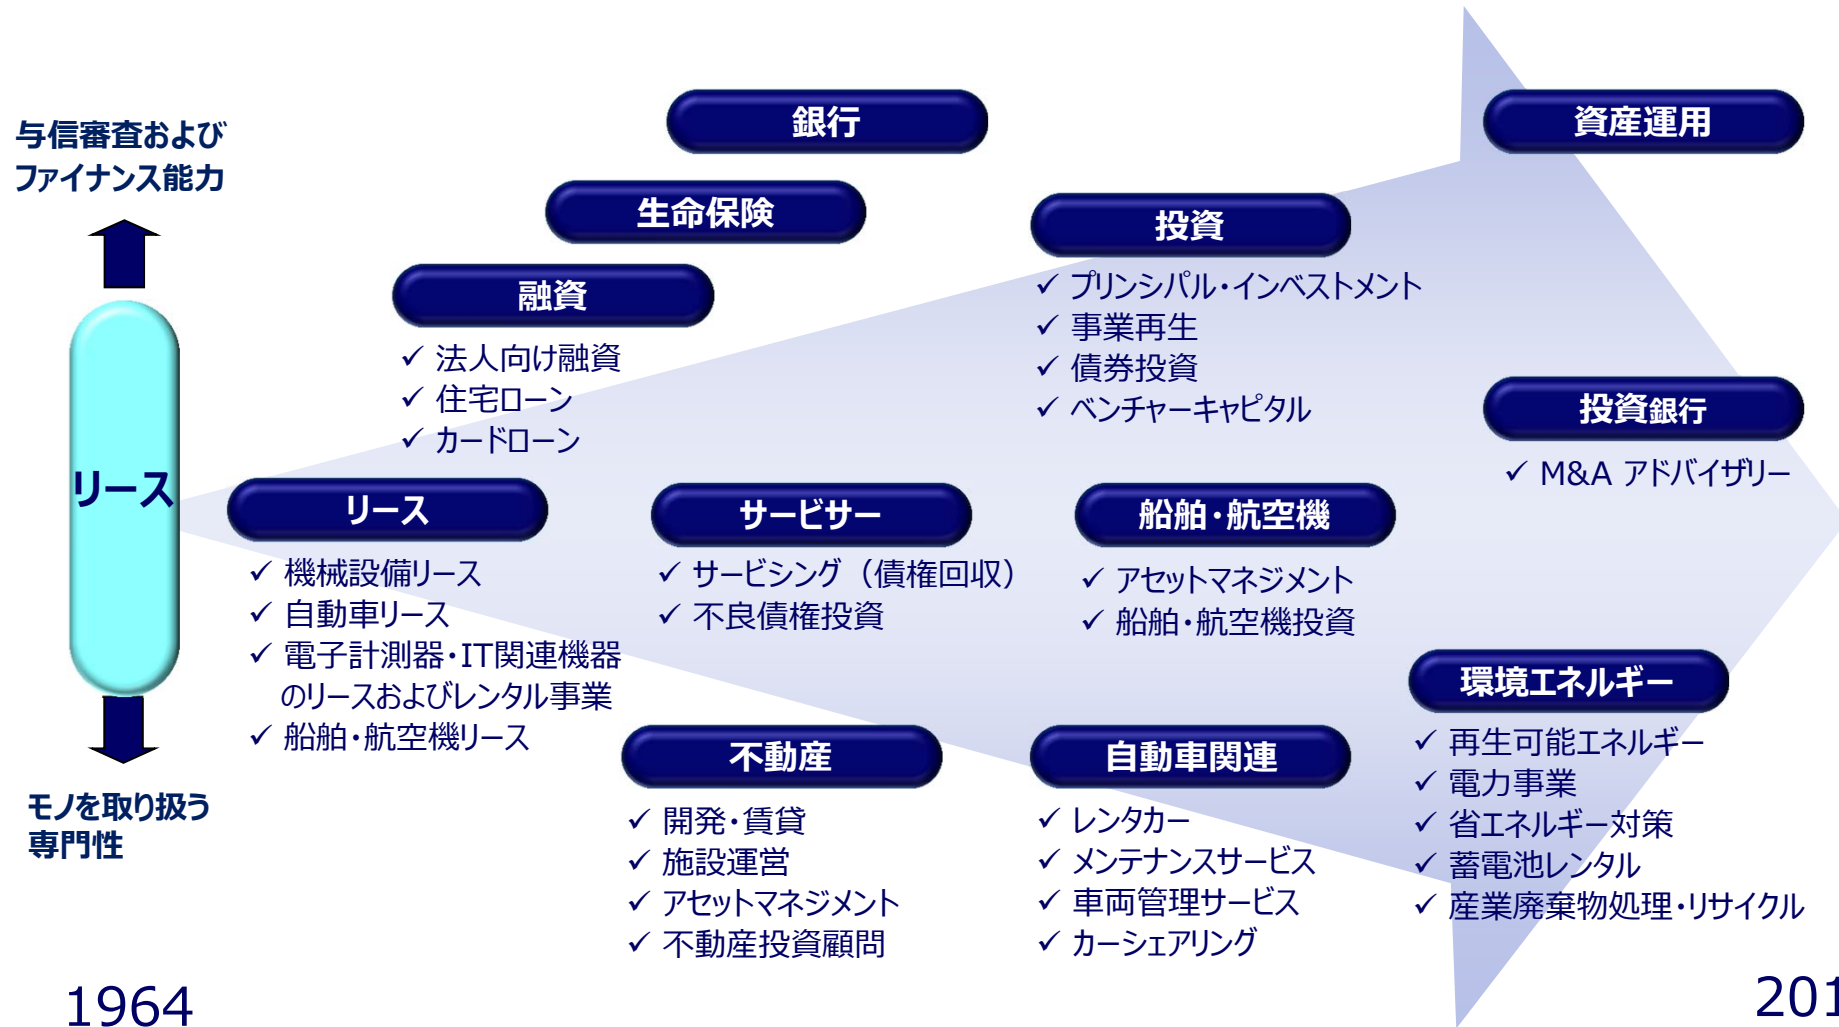 与信審査および
ファイナンス能力
リース
モノを取り扱う
専門性
銀行
生命保険
融資
✓ 法人向け融資
✓ 住宅ローン
✓ カードローン
リース
✓ 機械設備リース
✓ 自動車リース
✓ 電子計測器・IT関連機器
のリースおよびレンタル事業
✓ 船舶・航空機リース
サービサー
✓ サービシング（債権回収）
✓ 不良債権投資
不動産
✓ 開発・賃貸
✓ 施設運営
✓ アセットマネジメント
✓ 不動産投資顧問
投資
✓ プリンシパル・インベストメント
✓ 事業再生
✓ 債券投資
✓ ベンチャーキャピタル
船舶・航空機
✓ アセットマネジメント
✓ 船舶・航空機投資
自動車関連
✓ レンタカー
✓ メンテナンスサービス
✓ 車両管理サービス
✓ カーシェアリング
資産運用
投資銀行
✓ M&A アドバイザリー
環境エネルギー
✓ 再生可能エネルギー
✓ 電力事業
✓ 省エネルギー対策
✓ 蓄電池レンタル
✓ 産業廃棄物処理・リサイクル
1964
201